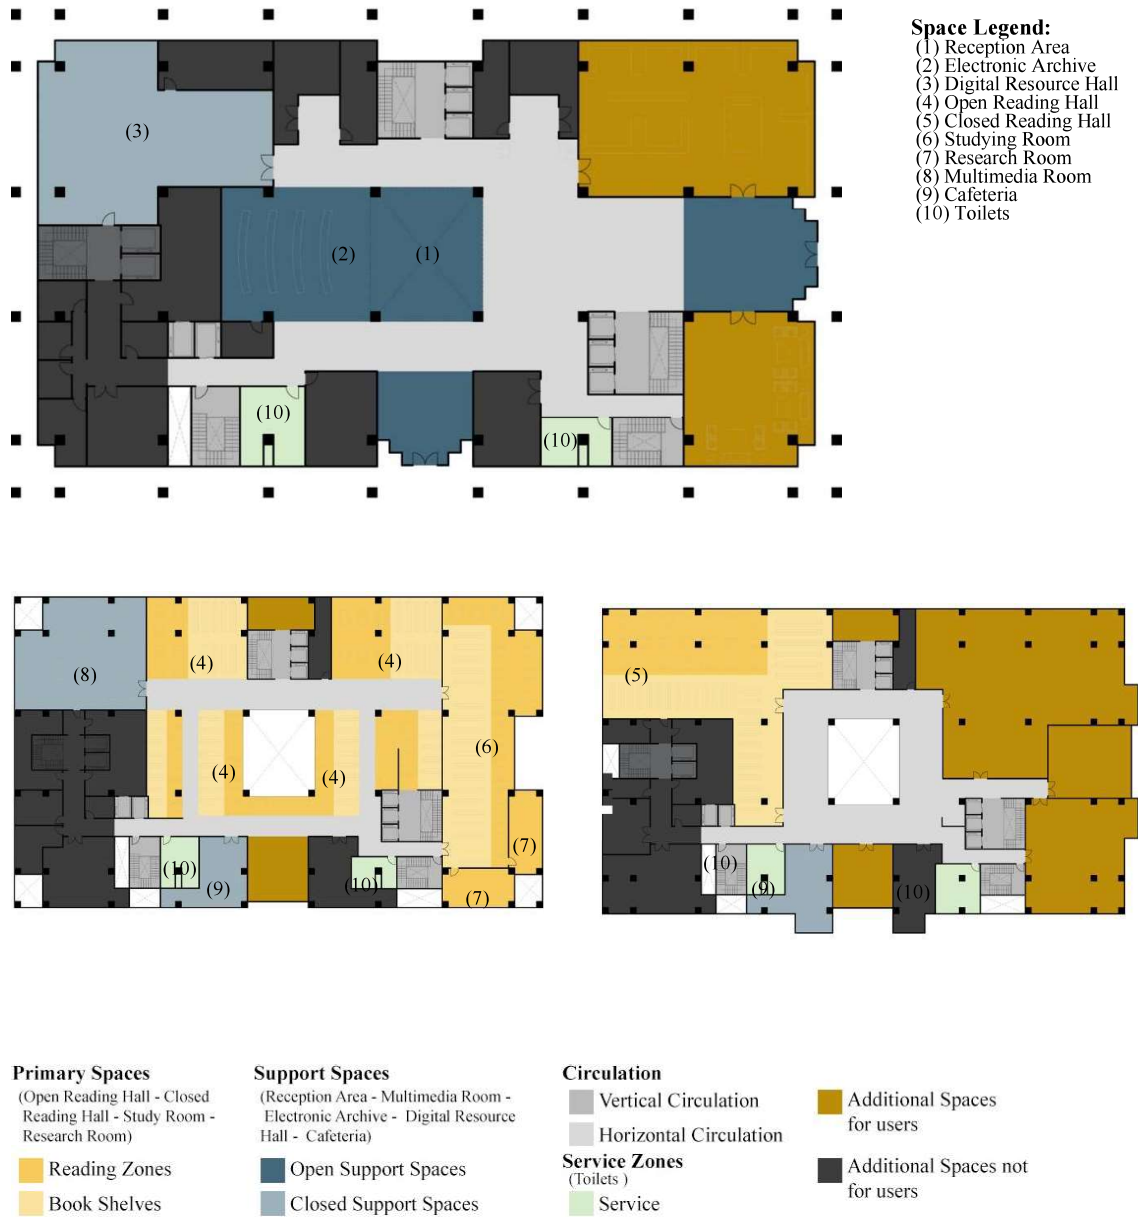 Space Legend:
(1) Reception Area
(2) Electronic Archive
(3) Digital Resource Hall
(4) Open Reading Hall
(5) Closed Reading Hall
(6) Studying Room
(7) Research Room
(8) Multimedia Room
(9) Cafeteria
(10) Toilets
(3)
(2)
(1)
(10)
(10)
(4)
(4)
(8)
(6)
(4)
(4)
(7)
(10)
(9)
(10)
(7)
(5)
(10)
(9)
(10)
Primary Spaces
(Open Reading Hall - Closed
Reading Hall - Study Room -
Research Room)
Reading Zones
Book Shelves
Support Spaces
(Reception Area - Multimedia Room -
Electronic Archive - Digital Resource
Hall - Cafeteria)
Open Support Spaces
Closed Support Spaces
Circulation
Vertical Circulation
Horizontal Circulation
Service Zones
(Toilets )
Service
Additional Spaces
for users
Additional Spaces not
for users